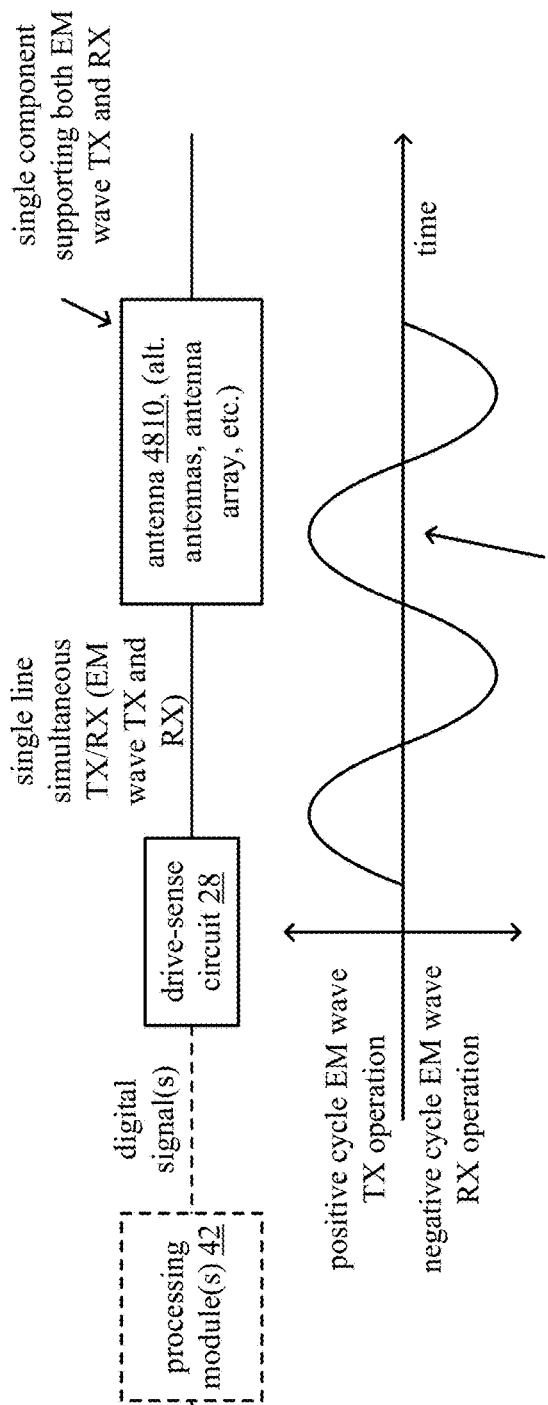 processing
module(s) 42
digital
signal(s)
drive-sense
circuit 28
single line
simultaneous
TX/RX (EM
wave TX and
RX)
antenna 4810, (alt.
antennas, antenna
array, etc.)
single component
supporting both EM
wave TX and RX
positive cycle EM wave
TX operation
negative cycle EM wave
RX operation
time